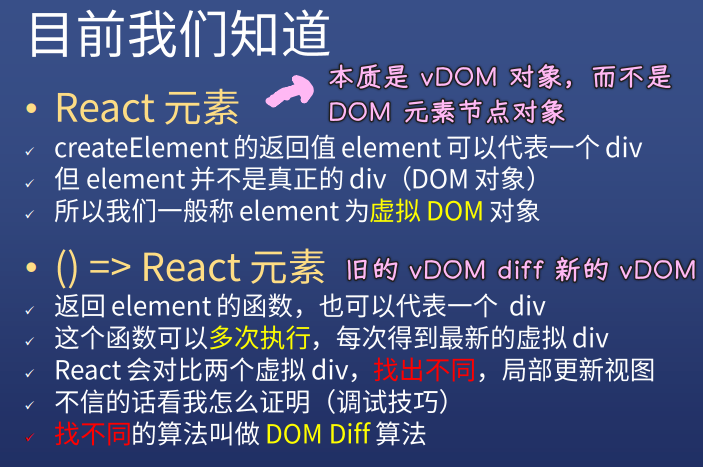 目前我们知道
• React 元素
本质是 vDOM 对象，而不是
DOM 元素节点对象
✓ createElement 的返回值 element 可以代表一个 div
✓ 但 element 并不是真正的 div（DOM 对象）
✓ 所以我们一般称 element 为虚拟 DOM 对象
• () => React 元素
旧的 vDOM diff 新的 vDOM
✓ 返回 element 的函数，也可以代表一个 div
✓ 这个函数可以多次执行，每次得到最新的虚拟 div
✓ React 会对比两个虚拟 div，找出不同，局部更新视图
✓ 不信的话看我怎么证明（调试技巧）
✓ 找不同的算法叫做 DOM Diff 算法